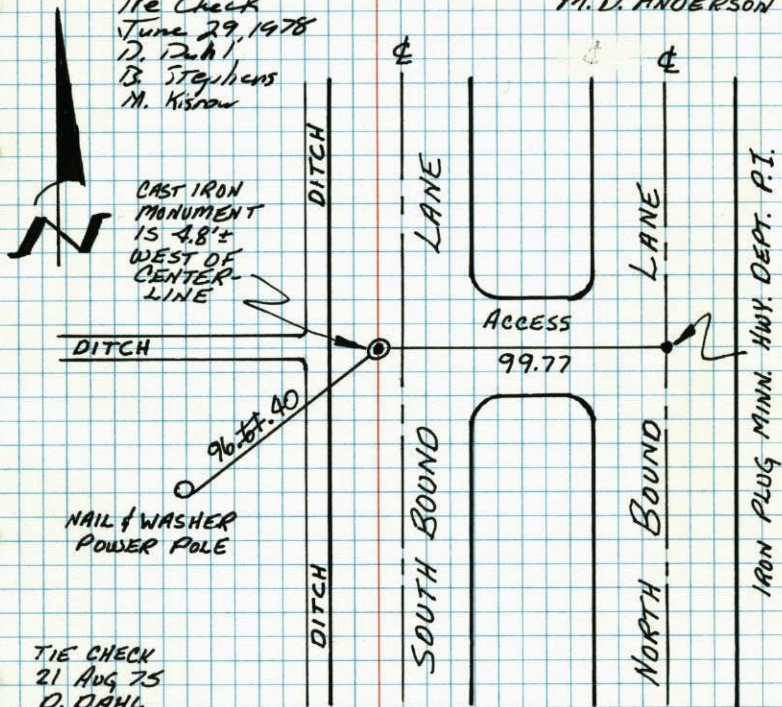 Tie Check
June 29, 1978
D. Dahl
B. Stephens
M. Kisrow
M. D. ANDERSON
℄
℄
℄
N
CAST IRON
MONUMENT
IS 4.8'±
WEST OF
CENTER-
LINE
DITCH
LANE
LANE
IRON PLUG MINN. HWY. DEPT. P.I.
ACCESS
99.77
DITCH
96.40
NAIL & WASHER
POWER POLE
DITCH
SOUTH BOUND
NORTH BOUND
TIE CHECK
21 AUG 75
D. DAHL